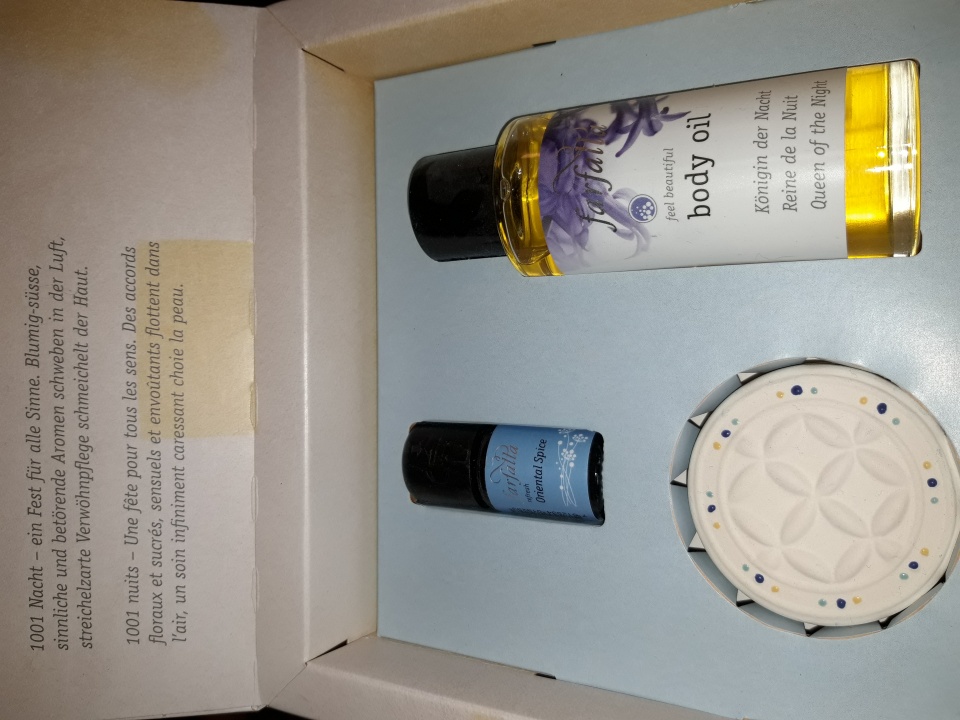 1001 Nacht – ein Fest für alle Sinne. Blumig-süsse,
sinnliche und betörende Aromen schweben in der Luft,
streichelzarte Verwöhnpflege schmeichelt der Haut.
1001 nuits – Une fête pour tous les sens. Des accords
floraux et sucrés, sensuels et envoûtants flottent dans
l'air, un soin infiniment caressant choie la peau.
farfalla
feel beautiful
body oil
Königin der Nacht
Reine de la Nuit
Queen of the Night
farfalla
refresh
Oriental Spice